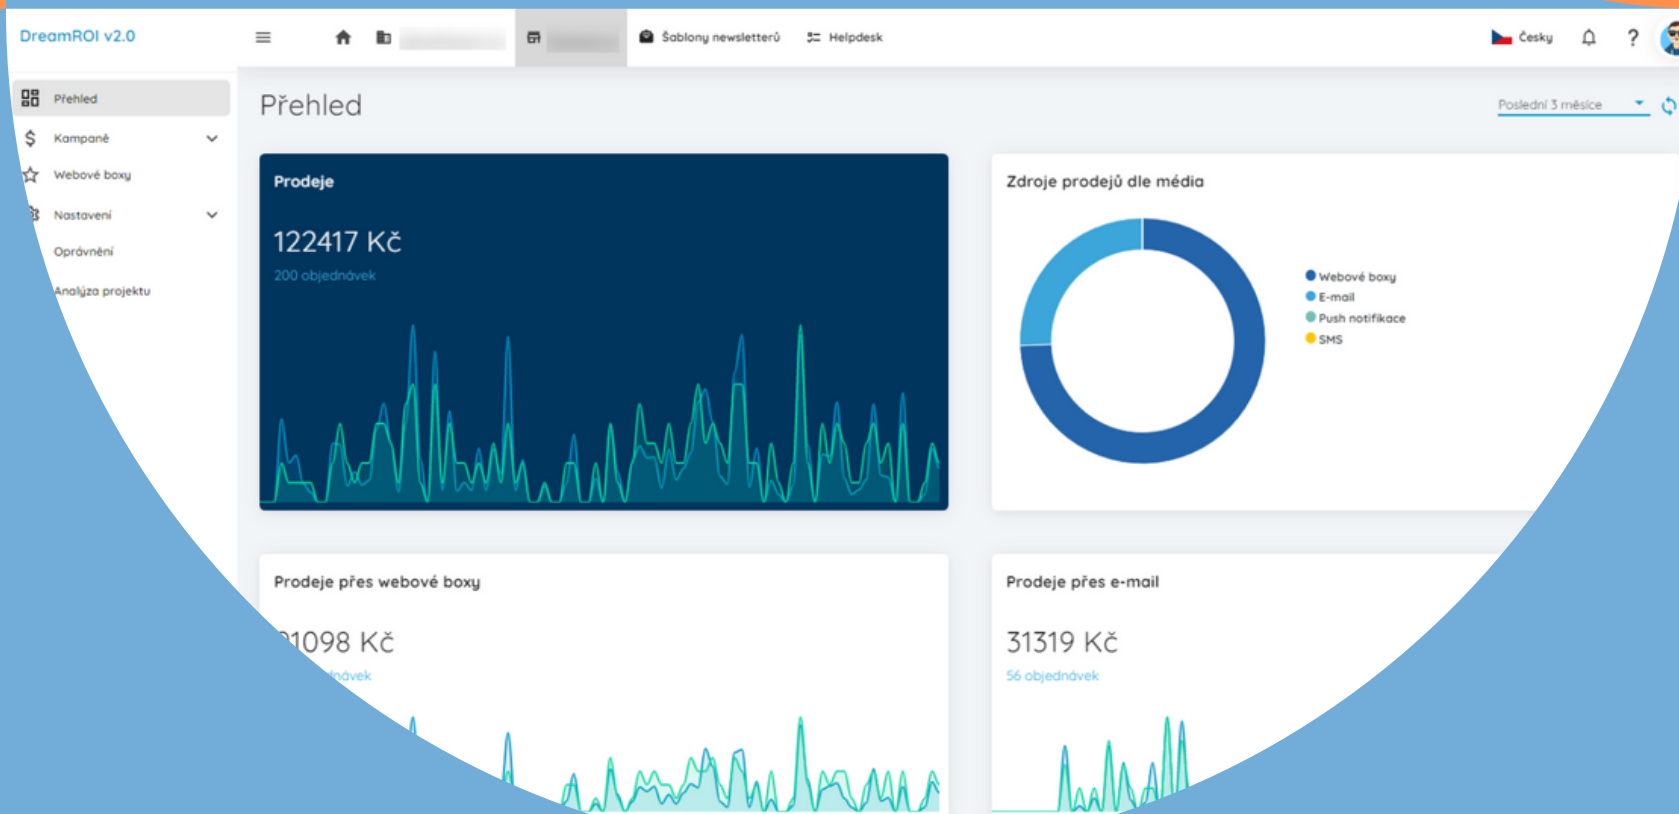 DreamROI v2.0
Šablony newsletterů
Helpdesk
Česky
?
Přehled
Kampaně
Webové boxy
Nastavení
Oprávnění
Analýza projektu
Přehled
Poslední 3 měsíce
Prodeje
122417 Kč
200 objednávek
Zdroje prodejů dle média
Webové boxy
E-mail
Push notifikace
SMS
Prodeje přes webové boxy
1098 Kč
Prodeje přes e-mail
31319 Kč
56 objednávek